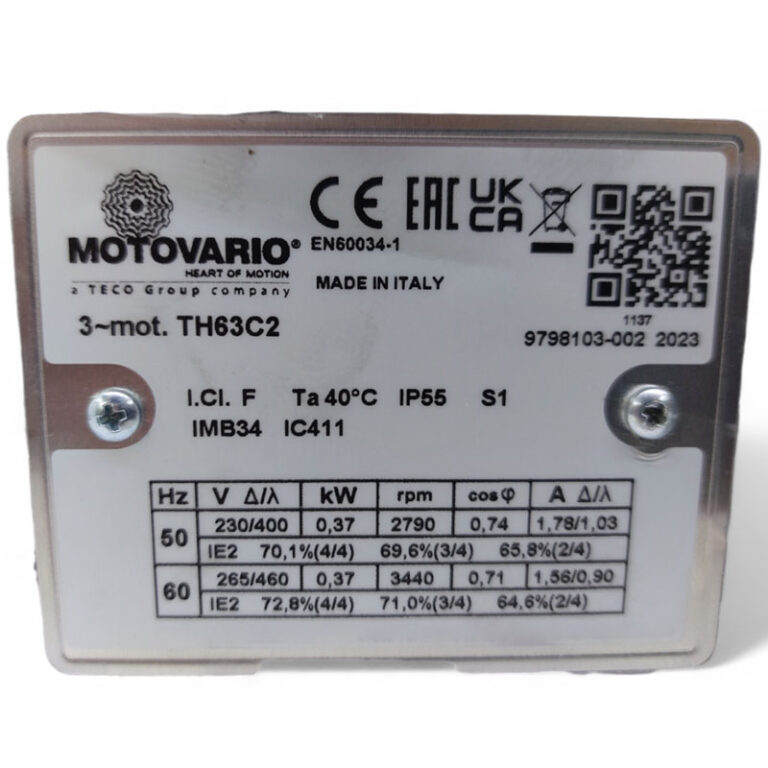 MOTOVARIO®
HEART OF MOTION
a TECO Group company
CE EAC UK CA
EN60034-1
MADE IN ITALY
1137
3~mot. TH63C2
9798103-002 2023
I.Cl. F Ta 40°C IP55 S1
IMB34 IC411
Hz V Δ/λ kW rpm cosφ A Δ/λ
50 230/400 0,37 2790 0,74 1,78/1,03
IE2 70,1%(4/4) 69,6%(3/4) 65,8%(2/4)
60 265/460 0,37 3440 0,71 1,56/0,90
IE2 72,8%(4/4) 71,0%(3/4) 64,6%(2/4)